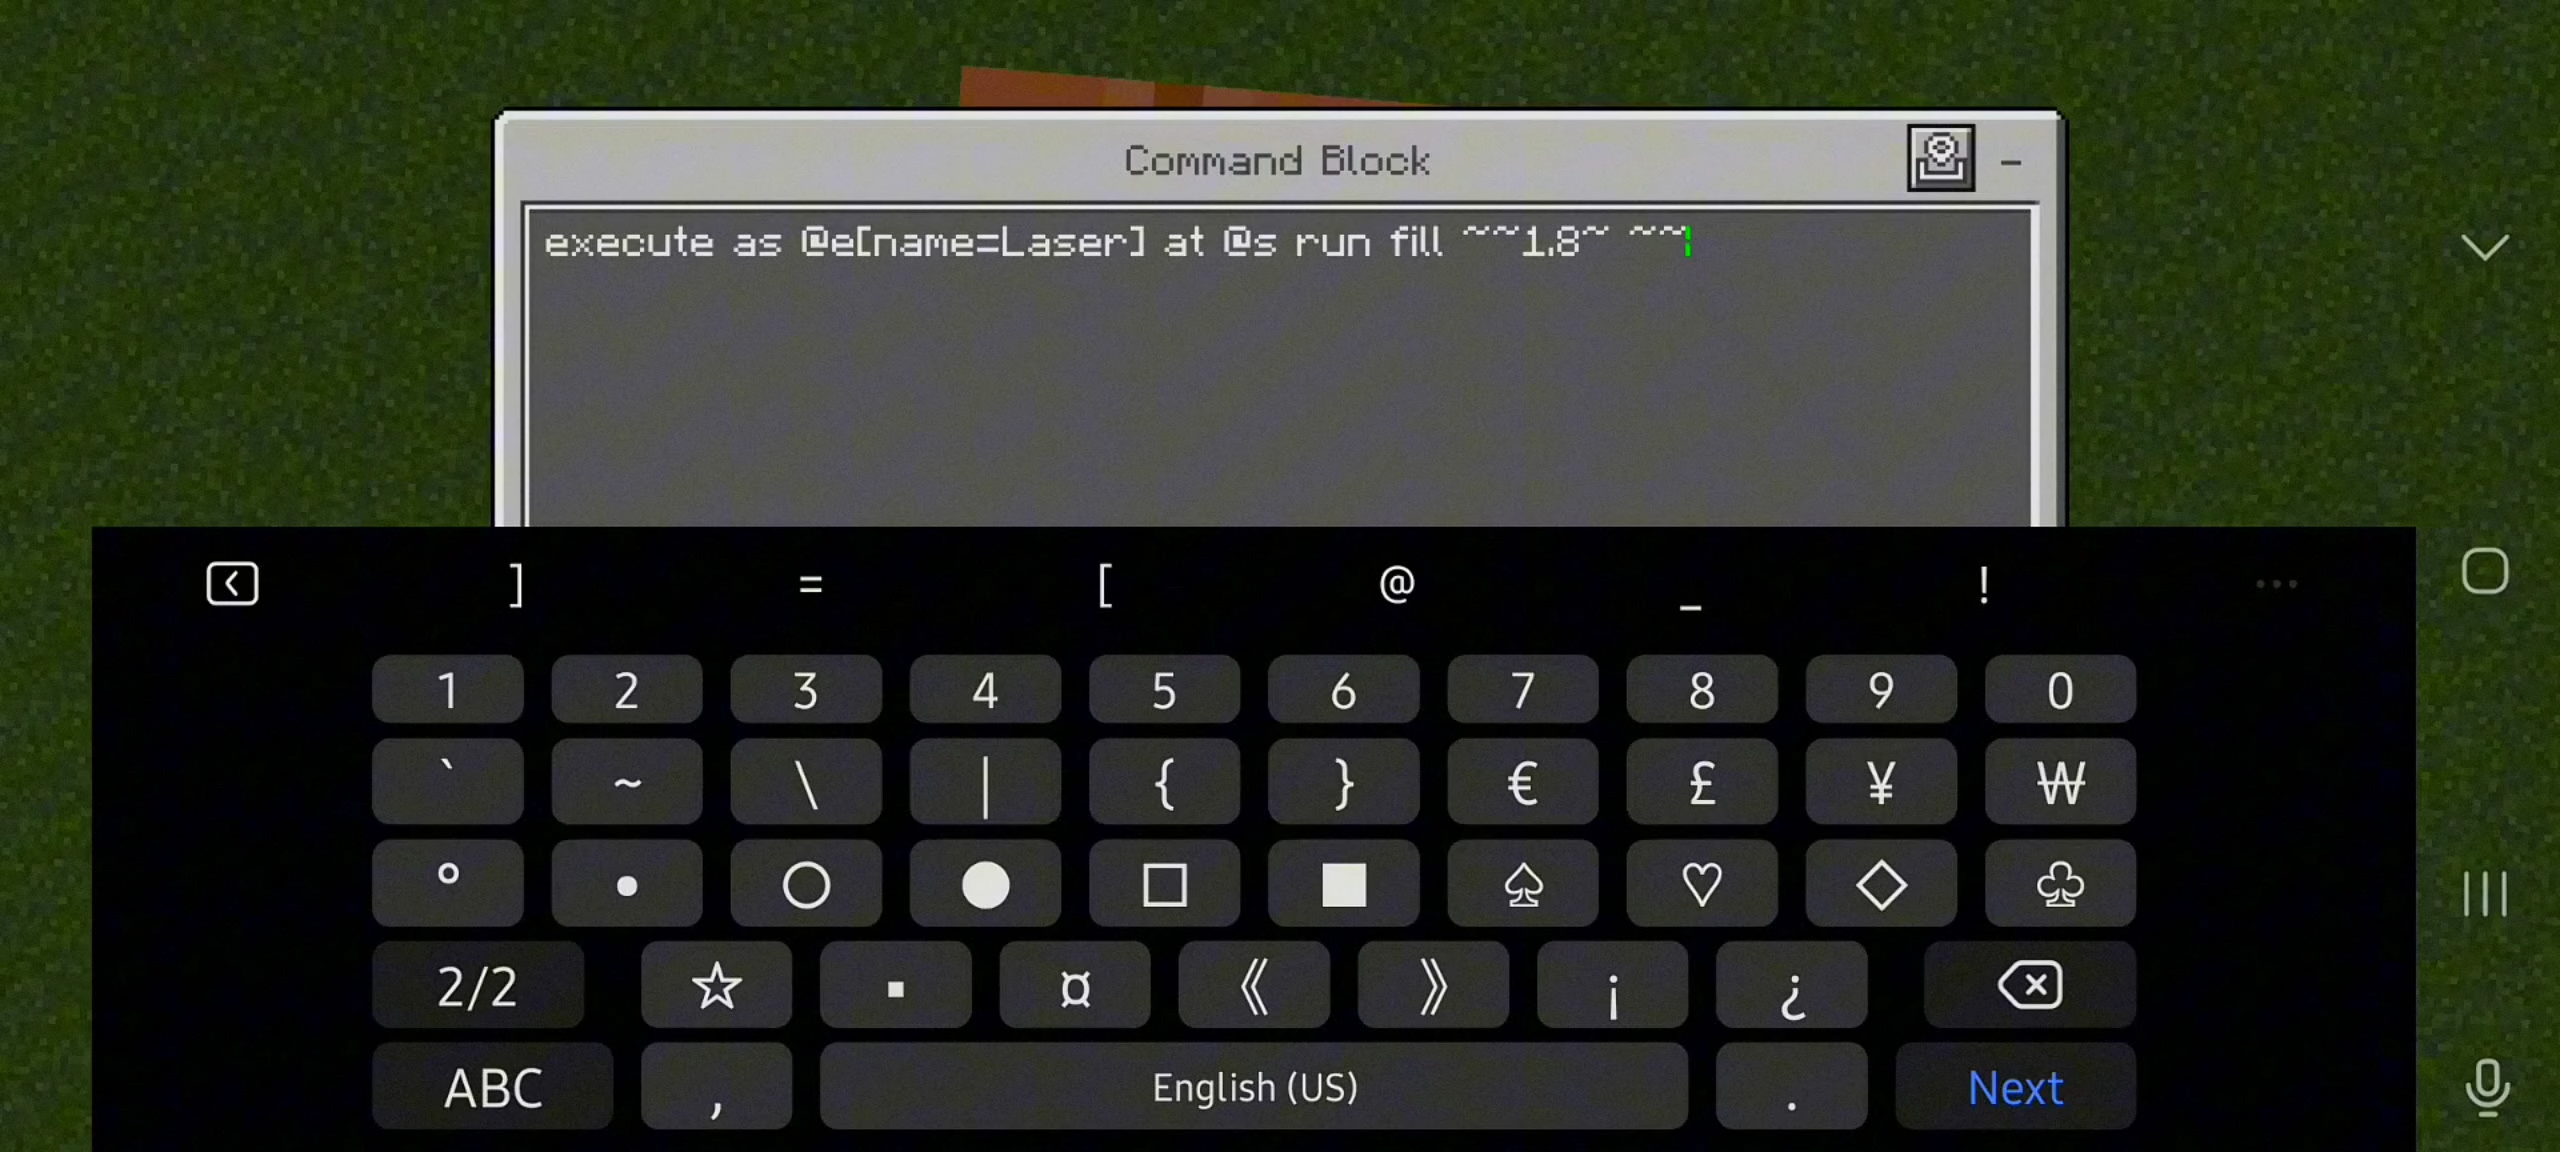 Command Block
execute as @e[name=Laser] at @s run fill ~~1.8~ ~~
] = [ @ _ ! ...
1 2 3 4 5 6 7 8 9 0
` ~ \ | { } € £ ¥ ₩
° • ○ ● □ ■ ♤ ♡ ◇ ♧
2/2 ☆ ▪ ¤ 《 》 ¡ ¿
ABC , English (US) . Next